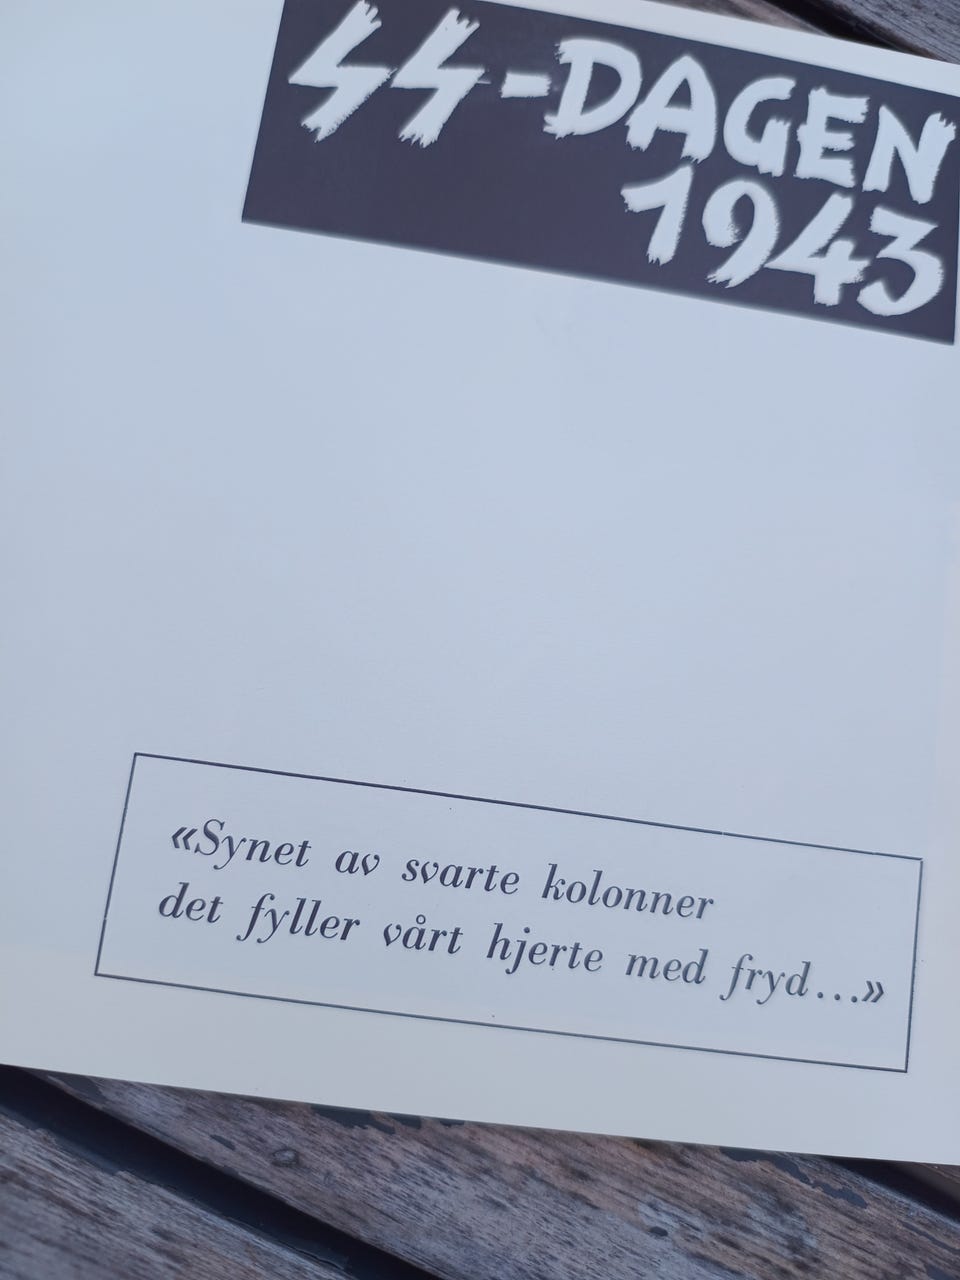 SS-DAGEN
1943
«Synet av svarte kolonner
det fyller vårt hjerte med fryd...»